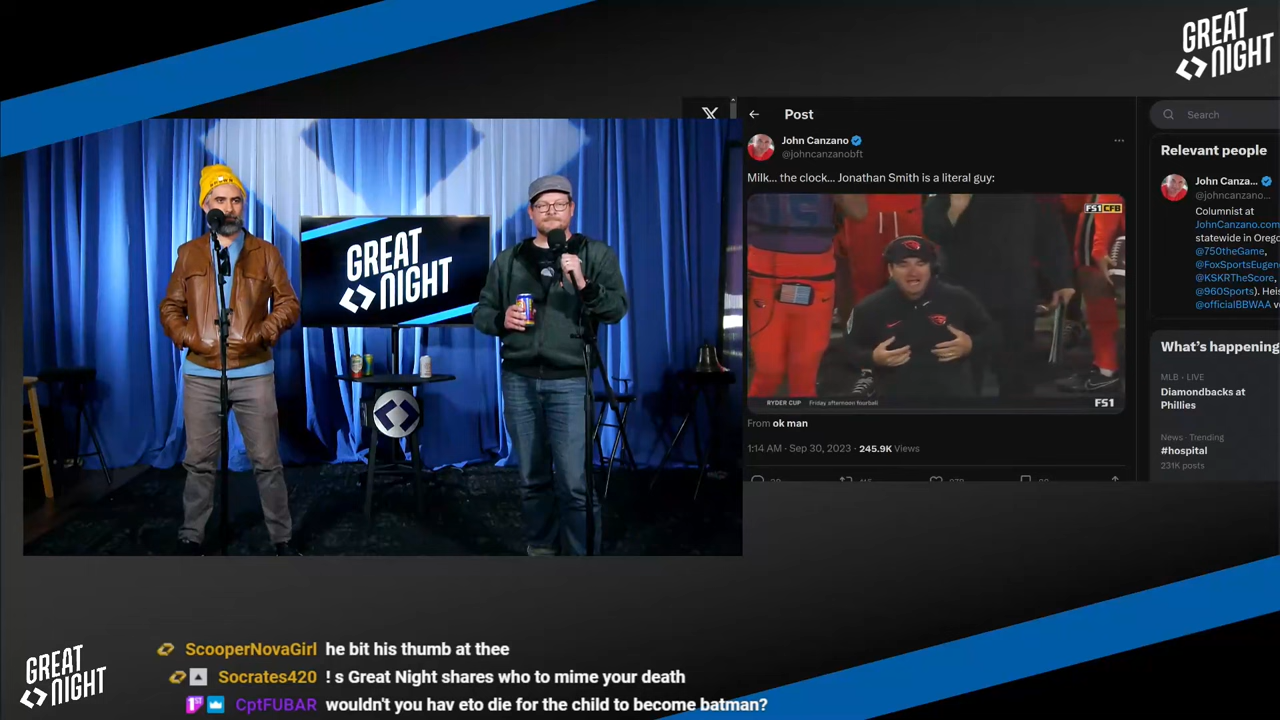 GREAT
NIGHT
X
Post
Search
John Canzano
@johncanzanobft
Milk... the clock... Jonathan Smith is a literal guy:
FS1 CFB
RYDER CUP Friday, afternoon fourball
FS1
From ok man
1:14 AM · Sep 30, 2023 · 245.9K Views
Relevant people
John Canza...
@johncanzano...
Columnist at
JohnCanzano.com
statewide in Orego
@750theGame,
@FoxSportsEugen
@KSKRTheScore,
@960Sports). Heis
@officialBBWAA v
What's happening
MLB · LIVE
Diamondbacks at
Phillies
News · Trending
#hospital
231K posts
GREAT
NIGHT
GREAT
NIGHT
ScooperNovaGirl he bit his thumb at thee
Socrates420 ! s Great Night shares who to mime your death
1ST CptFUBAR wouldn't you hav eto die for the child to become batman?